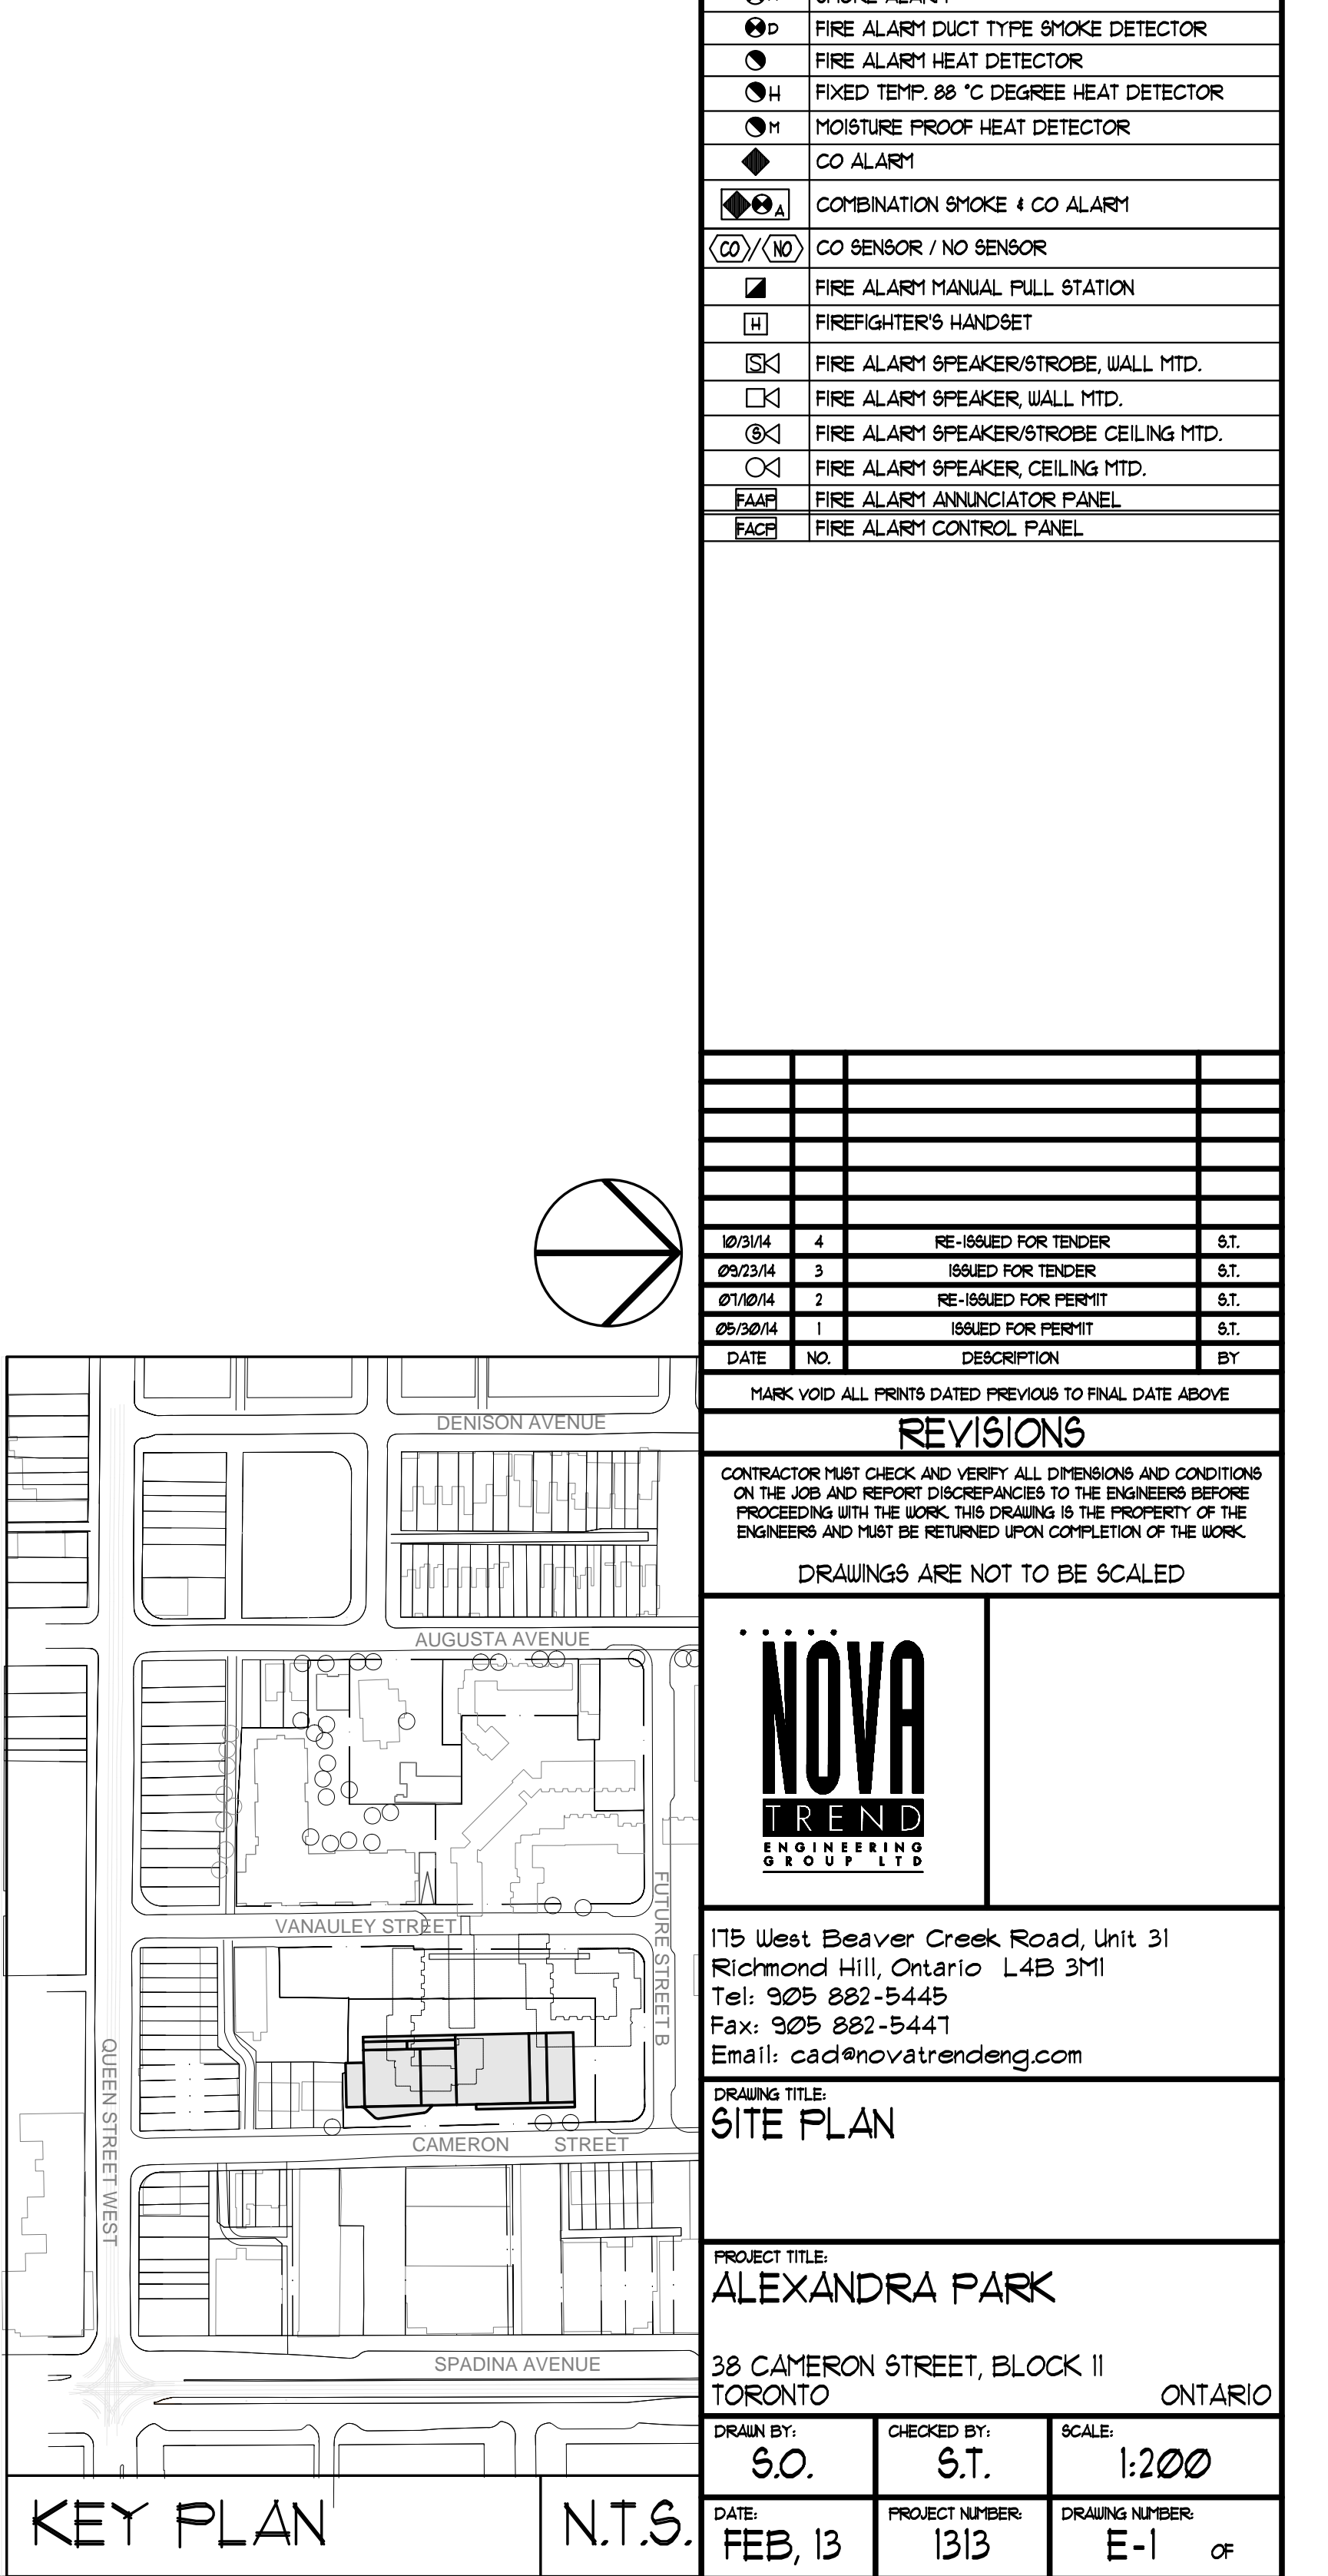 D FIRE ALARM DUCT TYPE SMOKE DETECTOR
FIRE ALARM HEAT DETECTOR
H FIXED TEMP. 88 °C DEGREE HEAT DETECTOR
M MOISTURE PROOF HEAT DETECTOR
CO ALARM
A COMBINATION SMOKE & CO ALARM
CO/NO CO SENSOR / NO SENSOR
FIRE ALARM MANUAL PULL STATION
H FIREFIGHTER'S HANDSET
S FIRE ALARM SPEAKER/STROBE, WALL MTD.
FIRE ALARM SPEAKER, WALL MTD.
S FIRE ALARM SPEAKER/STROBE CEILING MTD.
FIRE ALARM SPEAKER, CEILING MTD.
FAAP FIRE ALARM ANNUNCIATOR PANEL
FACP FIRE ALARM CONTROL PANEL
10/31/14 4 RE-ISSUED FOR TENDER S.T.
09/23/14 3 ISSUED FOR TENDER S.T.
07/10/14 2 RE-ISSUED FOR PERMIT S.T.
05/30/14 1 ISSUED FOR PERMIT S.T.
DATE NO. DESCRIPTION BY
MARK VOID ALL PRINTS DATED PREVIOUS TO FINAL DATE ABOVE
REVISIONS
CONTRACTOR MUST CHECK AND VERIFY ALL DIMENSIONS AND CONDITIONS
ON THE JOB AND REPORT DISCREPANCIES TO THE ENGINEERS BEFORE
PROCEEDING WITH THE WORK. THIS DRAWING IS THE PROPERTY OF THE
ENGINEERS AND MUST BE RETURNED UPON COMPLETION OF THE WORK.
DRAWINGS ARE NOT TO BE SCALED
NOVA
TREND
ENGINEERING
GROUP LTD
175 West Beaver Creek Road, Unit 31
Richmond Hill, Ontario L4B 3M1
Tel: 905 882-5445
Fax: 905 882-5447
Email: cad@novatrendeng.com
DRAWING TITLE:
SITE PLAN
PROJECT TITLE:
ALEXANDRA PARK
38 CAMERON STREET, BLOCK 11
TORONTO ONTARIO
DRAWN BY: CHECKED BY: SCALE:
S.O. S.T. 1:200
DATE: PROJECT NUMBER: DRAWING NUMBER:
FEB, 13 1313 E-1 OF
DENISON AVENUE
AUGUSTA AVENUE
VANAULEY STREET
FUTURE STREET B
QUEEN STREET WEST
CAMERON STREET
SPADINA AVENUE
KEY PLAN N.T.S.